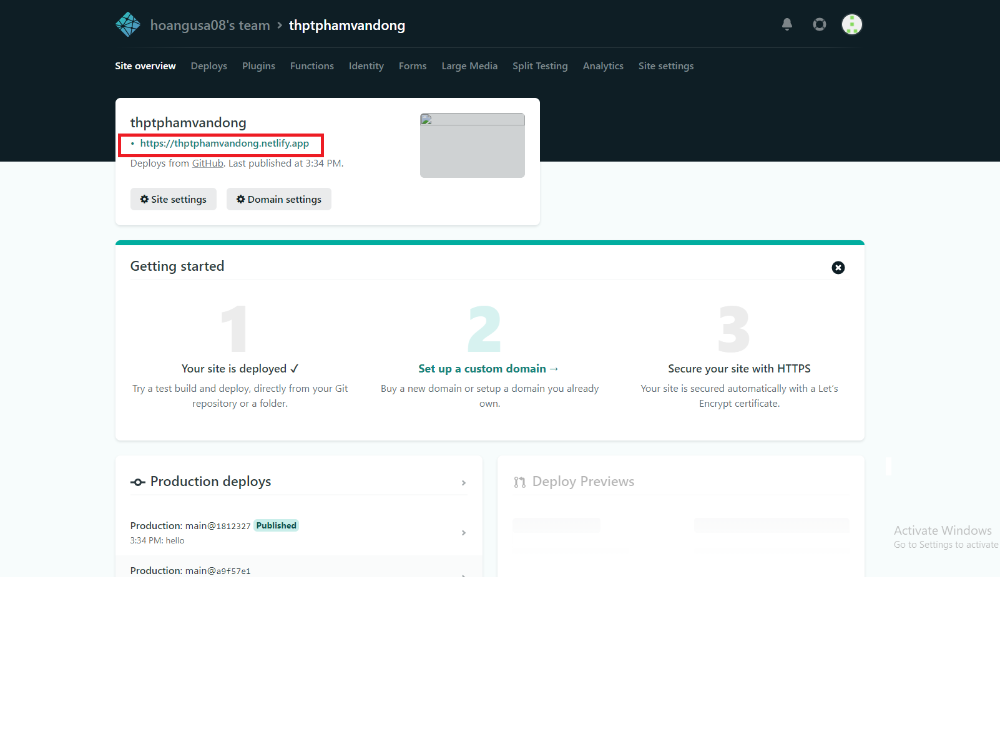 hoangusa08's team > thptphamvandong
Site overview Deploys Plugins Functions Identity Forms Large Media Split Testing Analytics Site settings
thptphamvandong
• https://thptphamvandong.netlify.app
Deploys from GitHub. Last published at 3:34 PM.
Site settings Domain settings
Getting started
1 2 3
Your site is deployed ✓ Set up a custom domain → Secure your site with HTTPS
Try a test build and deploy, directly from your Git Buy a new domain or setup a domain you already Your site is secured automatically with a Let’s
repository or a folder. own. Encrypt certificate.
Production deploys Deploy Previews
Production: main@1812327 Published
3:34 PM: hello
Production: main@a9f57e1
Activate Windows
Go to Settings to activate